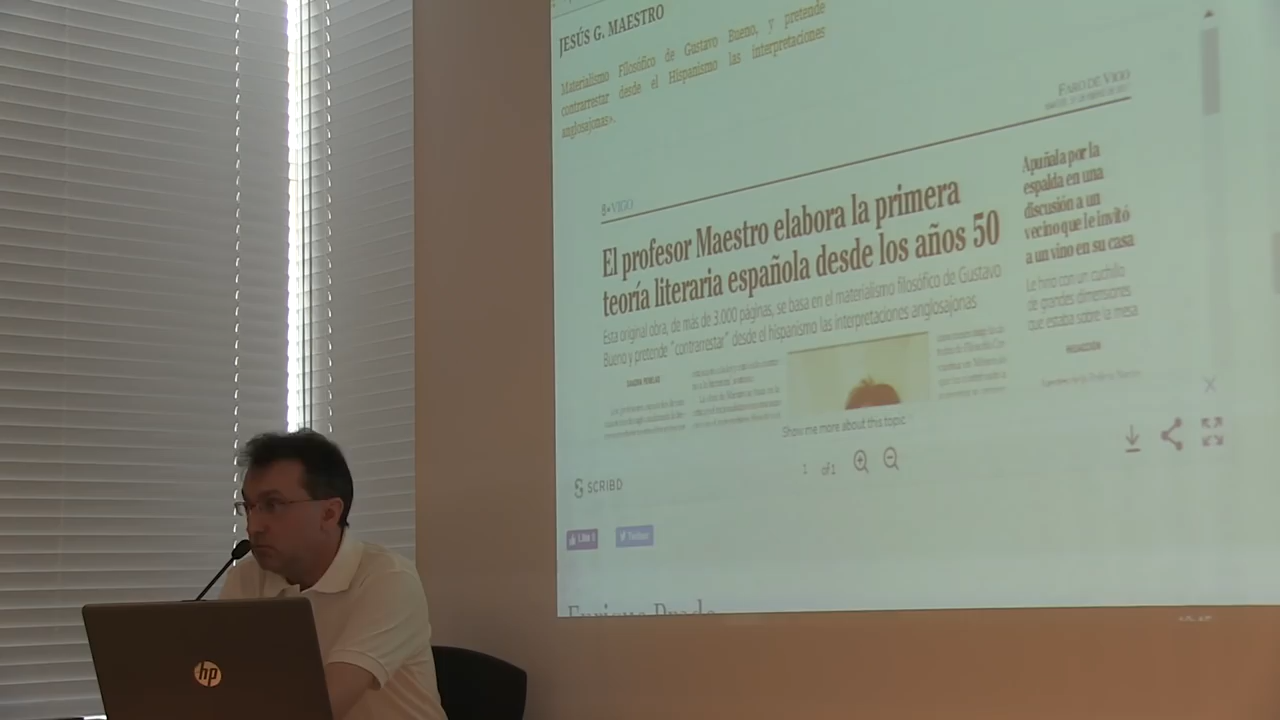 JESÚS G. MAESTRO
Materialismo Filosófico de Gustavo Bueno, y pretende
contrarrestar desde el Hispanismo las interpretaciones
anglosajonas».
FARO DE VIGO
8 • VIGO
El profesor Maestro elabora la primera
teoría literaria española desde los años 50
Esta original obra, de más de 3.000 páginas, se basa en el materialismo filosófico de Gustavo
Bueno y pretende "contrarrestar" desde el hispanismo las interpretaciones anglosajonas
Apuñala por la
espalda en una
discusión a un
vecino que le invitó
a un vino en su casa
Le hirió con un cuchillo
de grandes dimensiones
que estaba sobre la mesa
REDACCIÓN
Show me more about this topic
1 of 1
SCRIBD
Like
Twitter
hp